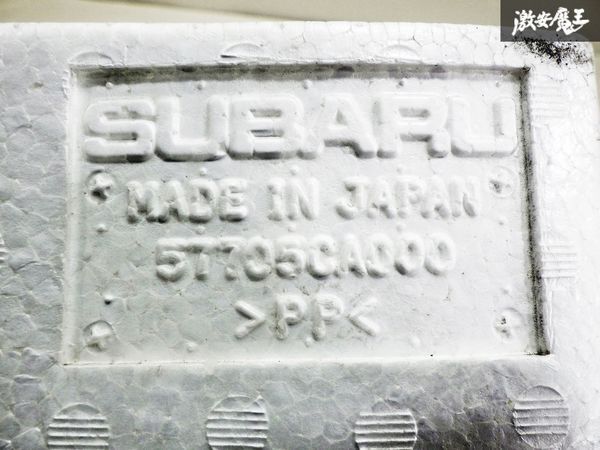 激安魔王
SUBARU
MADE IN JAPAN
57705CA000
>PP<